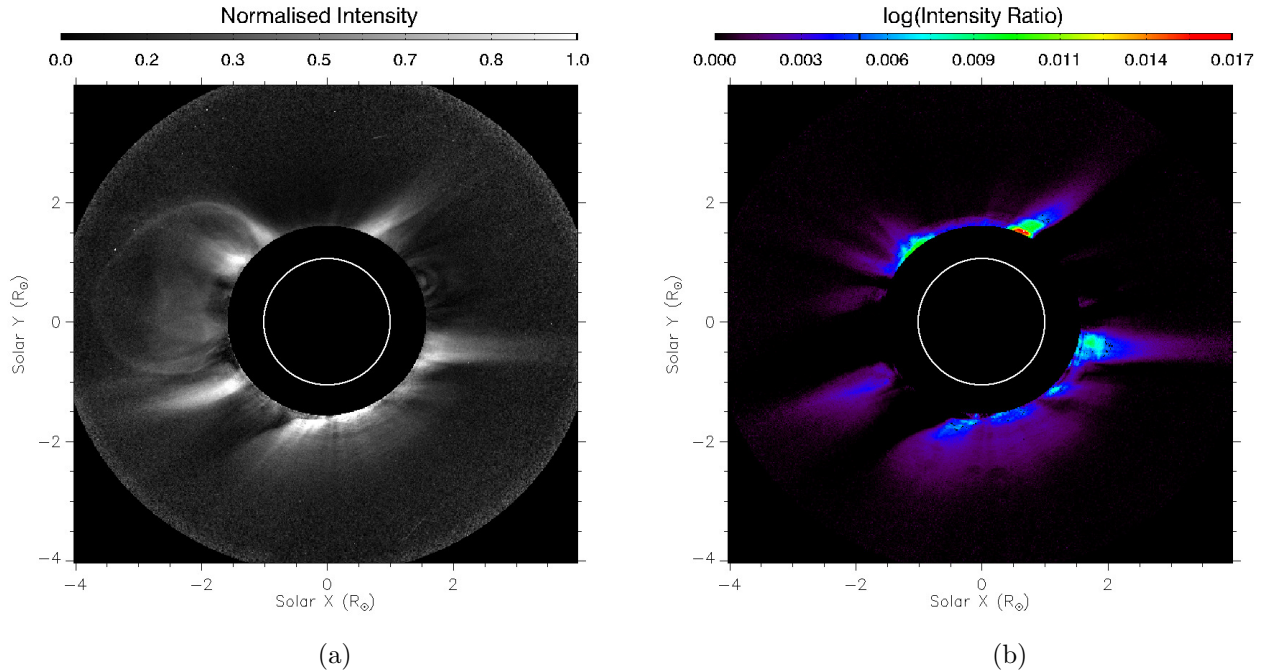 Normalised Intensity
0.0 0.2 0.3 0.5 0.7 0.8 1.0
Solar Y (R☉)
2
0
−2
−4
−4 −2 0 2
Solar X (R☉)
(a)
log(Intensity Ratio)
0.000 0.003 0.006 0.009 0.011 0.014 0.017
Solar Y (R☉)
2
0
−2
−4
−4 −2 0 2
Solar X (R☉)
(b)